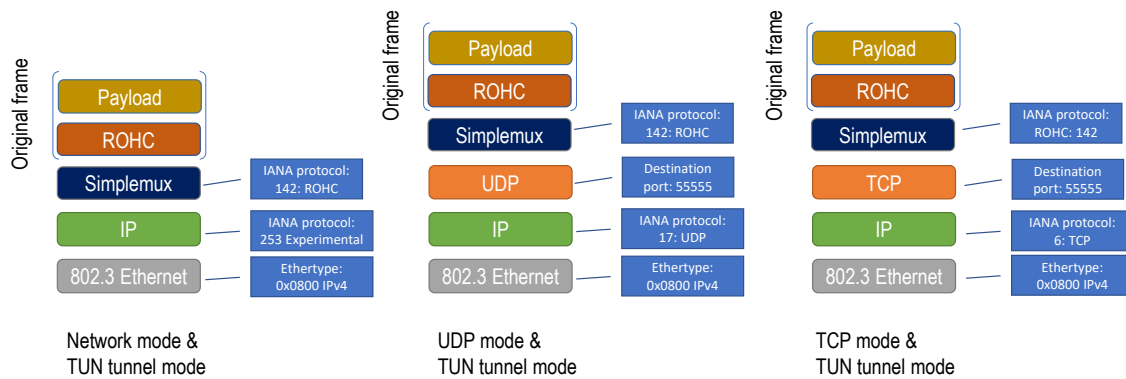 Original frame
Payload
ROHC
Simplemux
IANA protocol:
142: ROHC
IP
IANA protocol:
253 Experimental
802.3 Ethernet
Ethertype:
0x0800 IPv4
Network mode &
TUN tunnel mode
Original frame
Payload
ROHC
Simplemux
IANA protocol:
142: ROHC
UDP
Destination
port: 55555
IP
IANA protocol:
17: UDP
802.3 Ethernet
Ethertype:
0x0800 IPv4
UDP mode &
TUN tunnel mode
Original frame
Payload
ROHC
Simplemux
IANA protocol:
ROHC: 142
TCP
Destination
port: 55555
IP
IANA protocol:
6: TCP
802.3 Ethernet
Ethertype:
0x0800 IPv4
TCP mode &
TUN tunnel mode